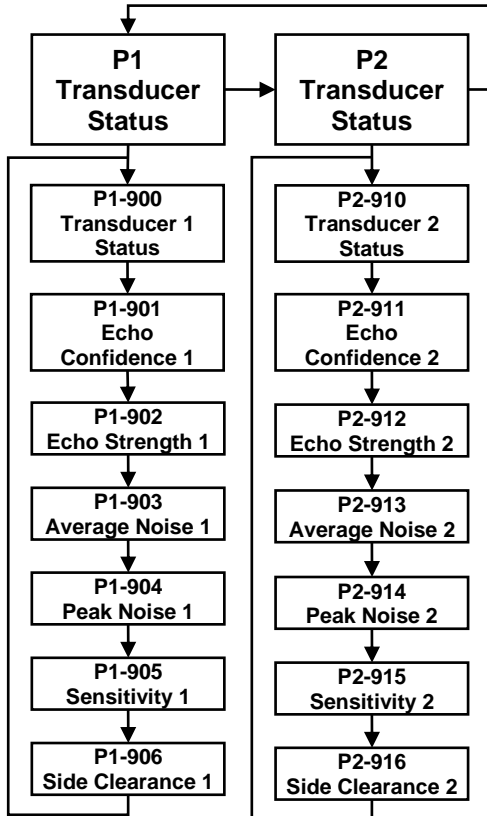 P1
Transducer
Status
P1-900
Transducer 1
Status
P1-901
Echo
Confidence 1
P1-902
Echo Strength 1
P1-903
Average Noise 1
P1-904
Peak Noise 1
P1-905
Sensitivity 1
P1-906
Side Clearance 1
P2
Transducer
Status
P2-910
Transducer 2
Status
P2-911
Echo
Confidence 2
P2-912
Echo Strength 2
P2-913
Average Noise 2
P2-914
Peak Noise 2
P2-915
Sensitivity 2
P2-916
Side Clearance 2